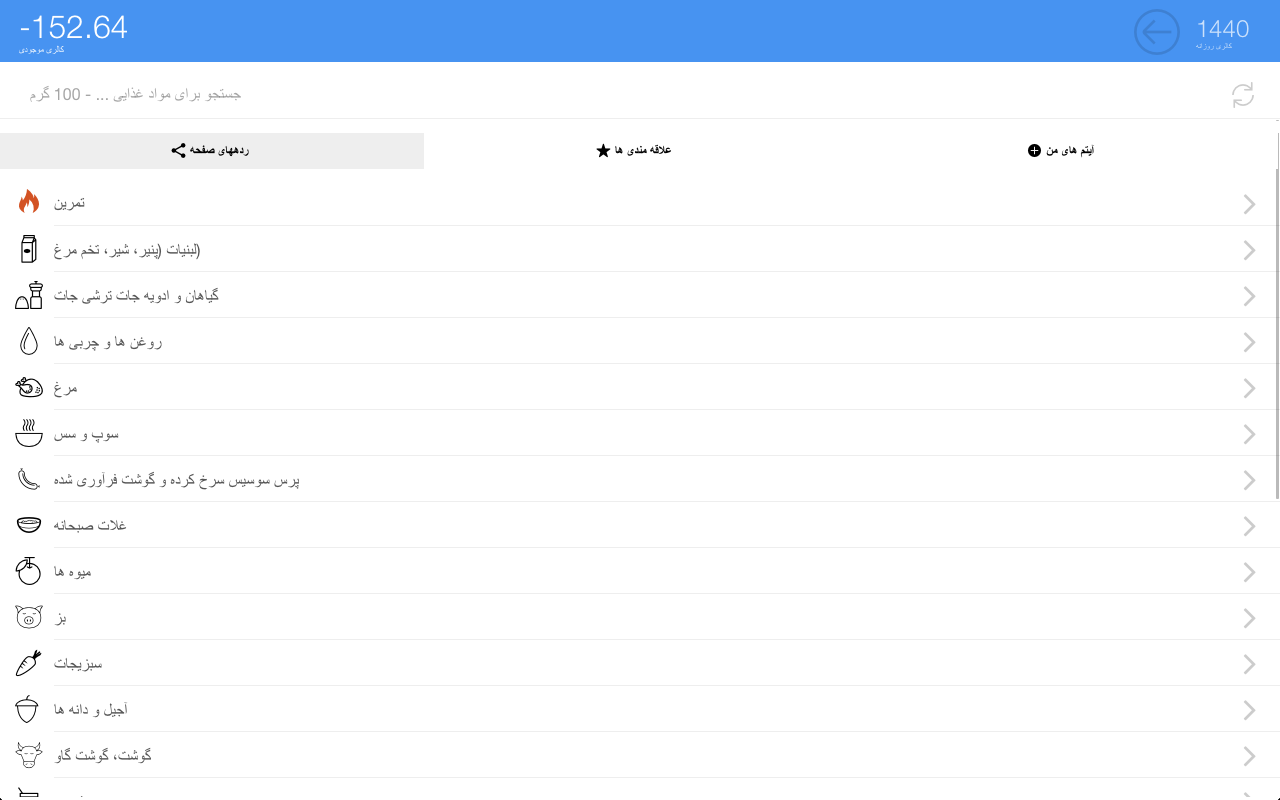 -152.64
کالری موجودی
1440
کالری روزانه
جستجو برای مواد غذایی ... - 100 گرم
ردههای صفحه
علاقه مندی ها
آیتم های من
تمرین
لبنیات (پنیر، شیر، تخم مرغ)
گیاهان و ادویه جات ترشی جات
روغن ها و چربی ها
مرغ
سوپ و سس
پرس سوسیس سرخ کرده و گوشت فرآوری شده
غلات صبحانه
میوه ها
بز
سبزیجات
آجیل و دانه ها
گوشت، گوشت گاو